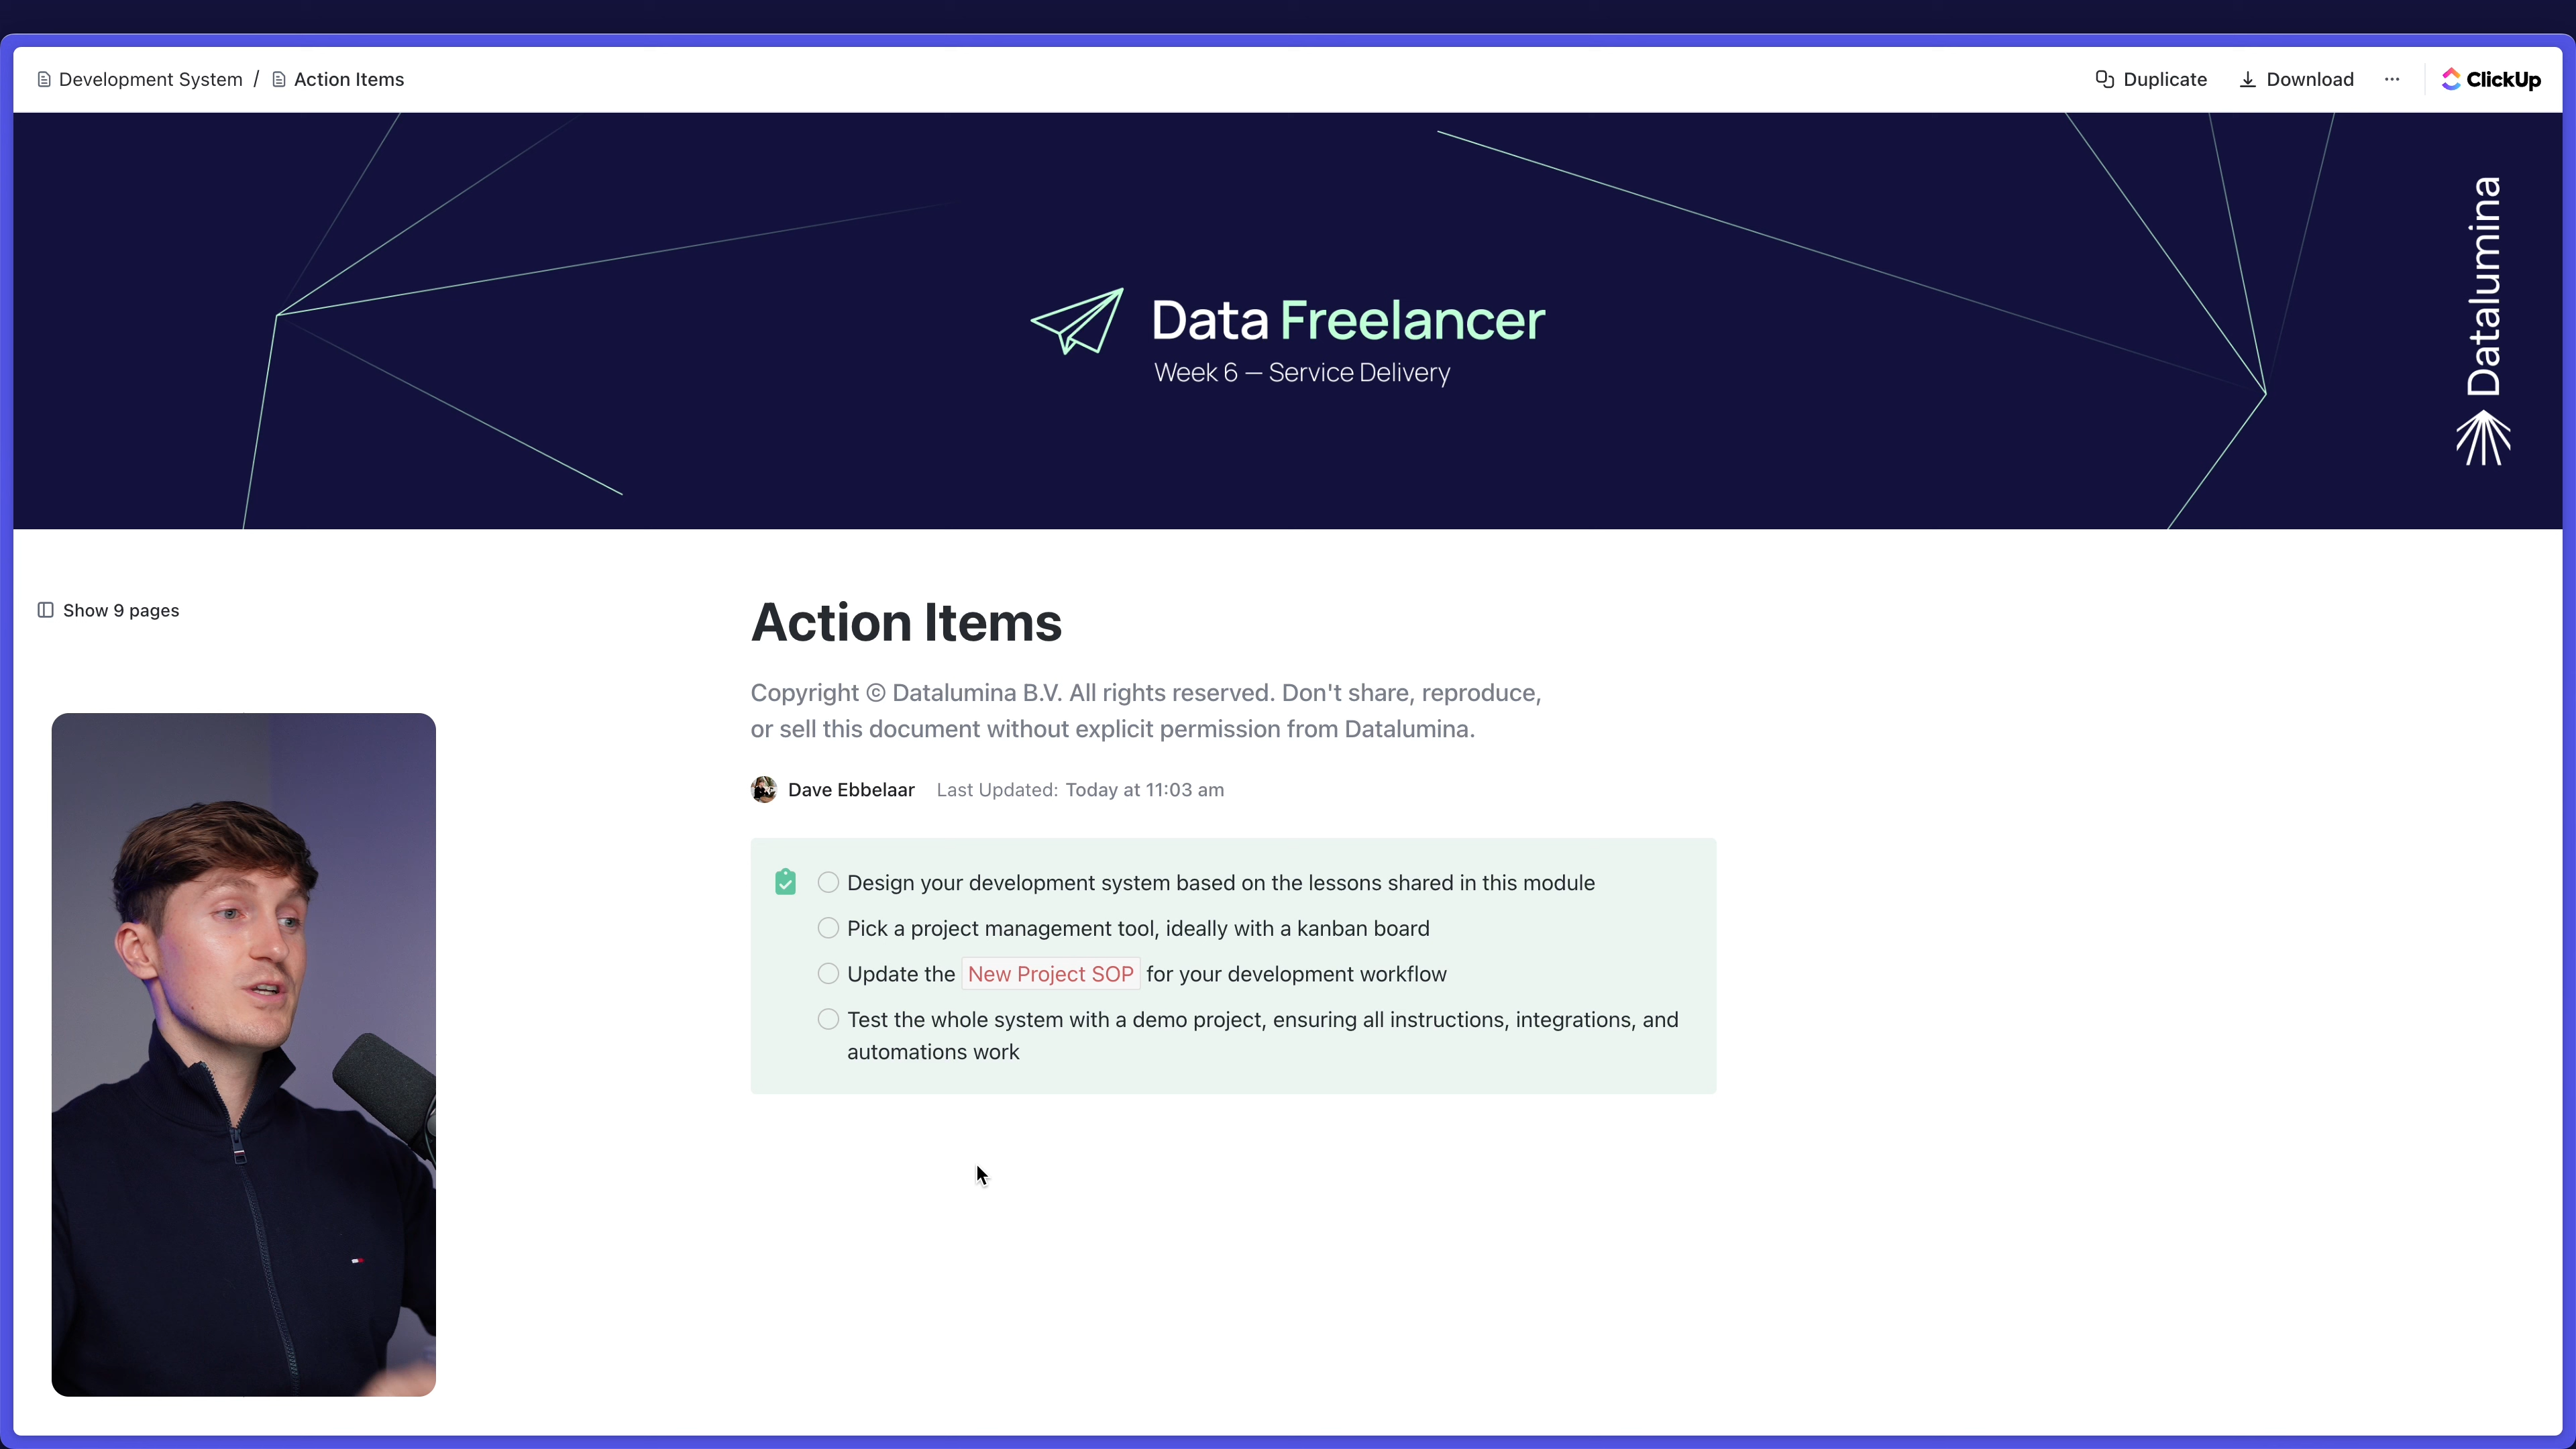 Development System / Action Items
Duplicate
Download
ClickUp
Data Freelancer
Week 6 — Service Delivery
Datalumina
Show 9 pages
Action Items
Copyright © Datalumina B.V. All rights reserved. Don't share, reproduce,
or sell this document without explicit permission from Datalumina.
Dave Ebbelaar Last Updated: Today at 11:03 am
Design your development system based on the lessons shared in this module
Pick a project management tool, ideally with a kanban board
Update the New Project SOP for your development workflow
Test the whole system with a demo project, ensuring all instructions, integrations, and
automations work